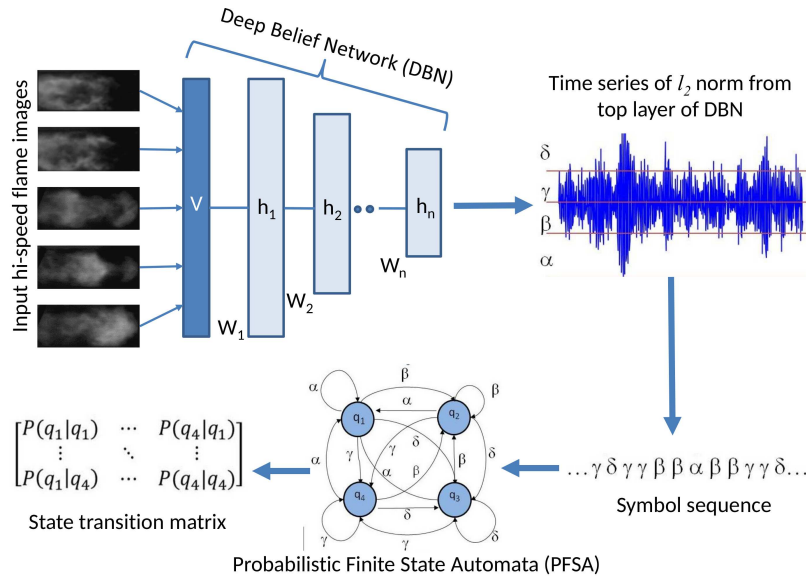 Deep Belief Network (DBN)
Input hi-speed flame images
V
h1
h2
hn
W1
W2
Wn
Time series of l2 norm from
top layer of DBN
δ
γ
β
α
…γ δ γ γ β β α β β γ γ δ…
Symbol sequence
α
β
β
α
q1
q2
δ
γ
γ
α
α
β
β
δ
q4
q3
δ
γ
γ
δ
Probabilistic Finite State Automata (PFSA)
P(q1|q1) ⋯ P(q4|q1)
⋮ ⋱ ⋮
P(q1|q4) ⋯ P(q4|q4)
State transition matrix